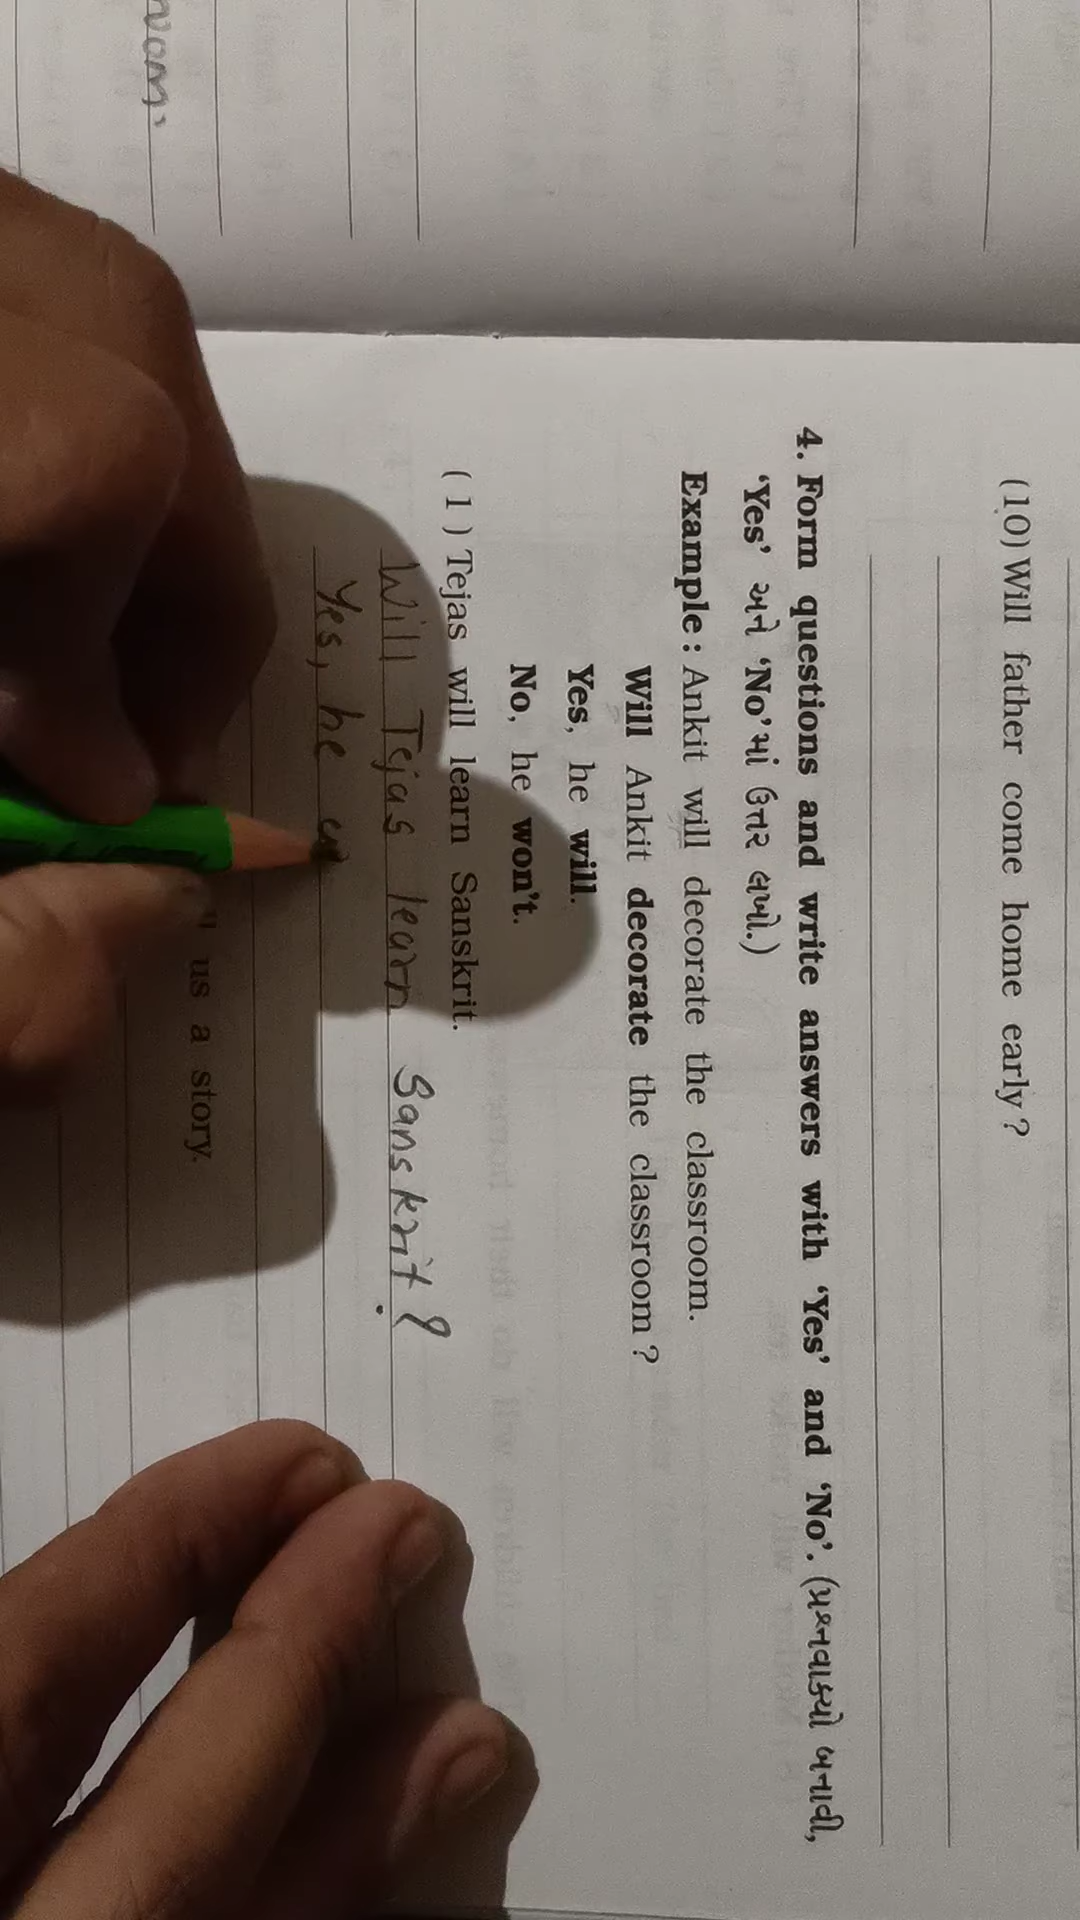 (10) Will father come home early?
4. Form questions and write answers with ‘Yes’ and ‘No’. (પ્રશ્નવાક્યો બનાવી,
‘Yes’ અને ‘No’માં ઉત્તર લખો.)
Example : Ankit will decorate the classroom.
Will Ankit decorate the classroom?
Yes, he will.
No, he won't.
(1) Tejas will learn Sanskrit.
Will Tejas learn Sanskrit?
Yes, he
us a story.